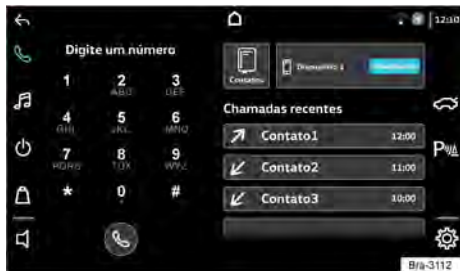 12:10
Digite um número
1 2 3
ABC DEF
4 5 6
GHI JKL MNO
7 8 9
PQRS TUV WXYZ
* 0 #
Contatos
Dispositivo 1
Chamadas recentes
Contato1 12:00
Contato2 11:00
Contato3 10:00
Bra-3112